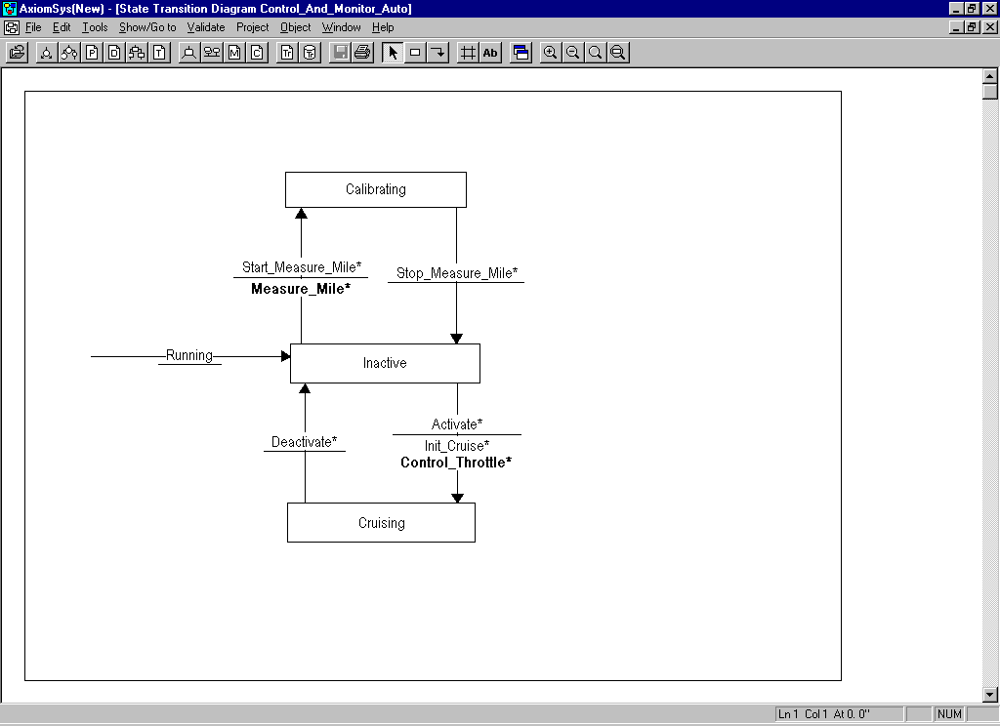 AxiomSys(New) - [State Transition Diagram Control_And_Monitor_Auto]
File Edit Tools Show/Go to Validate Project Object Window Help
P D T M C Tr Ab
Calibrating
Start_Measure_Mile*
Measure_Mile*
Stop_Measure_Mile*
Running
Inactive
Deactivate*
Activate*
Init_Cruise*
Control_Throttle*
Cruising
Ln 1 Col 1 At 0. 0" NUM